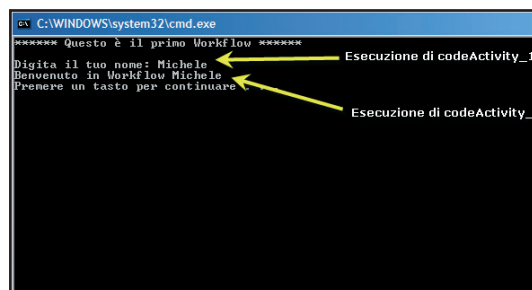 C:\WINDOWS\system32\cmd.exe
****** Questo è il primo Workflow ******
Digita il tuo nome: Michele
Benvenuto in Workflow Michele
Premere un tasto per continuare . . .
Esecuzione di codeActivity_1
Esecuzione di codeActivity_